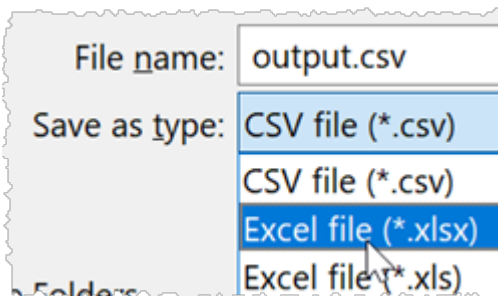 File name: output.csv
Save as type: CSV file (*.csv)
CSV file (*.csv)
Excel file (*.xlsx)
Excel file (*.xls)
Folders